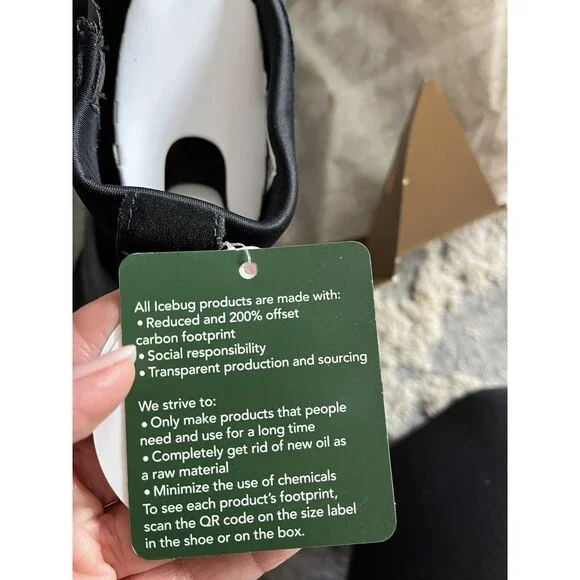 All Icebug products are made with:
• Reduced and 200% offset
carbon footprint
• Social responsibility
• Transparent production and sourcing
We strive to:
• Only make products that people
need and use for a long time
• Completely get rid of new oil as
a raw material
• Minimize the use of chemicals
To see each product's footprint,
scan the QR code on the size label
in the shoe or on the box.